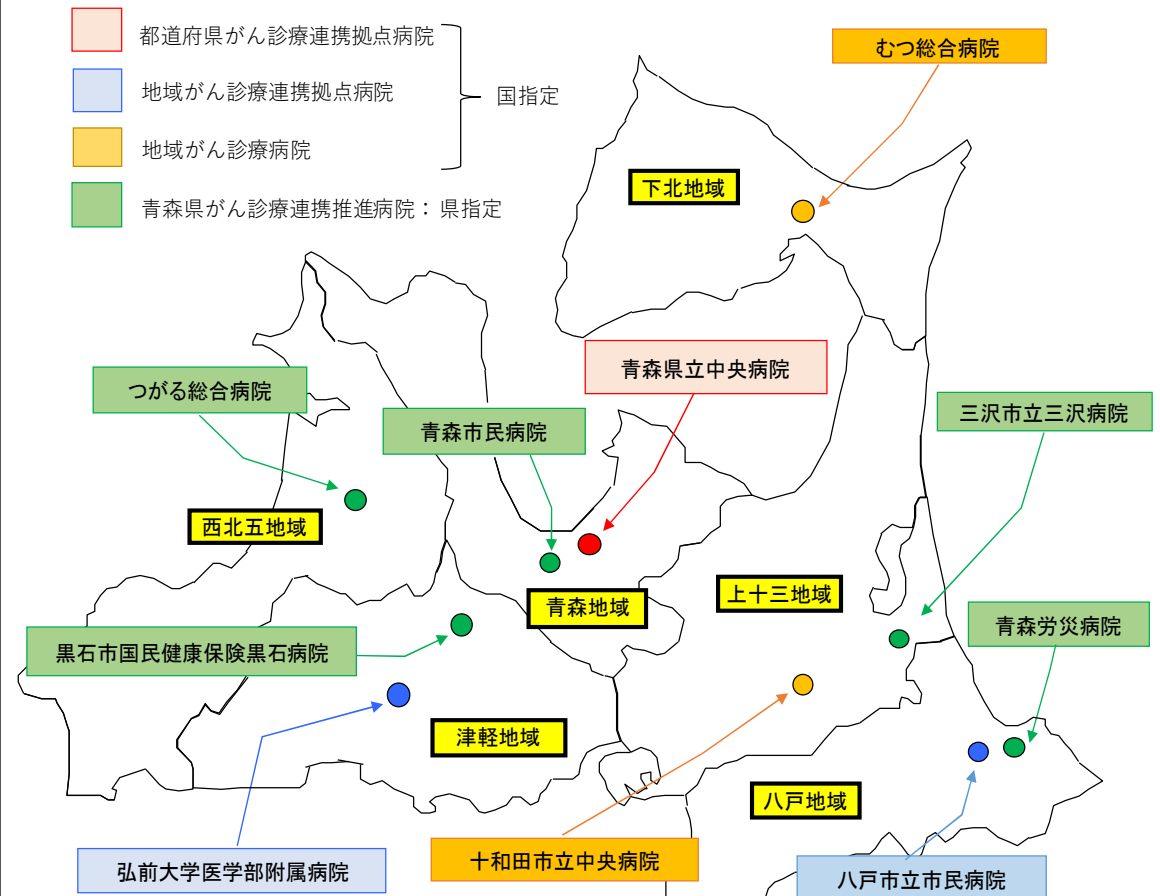 都道府県がん診療連携拠点病院
地域がん診療連携拠点病院
国指定
地域がん診療病院
青森県がん診療連携推進病院：県指定
むつ総合病院
下北地域
青森県立中央病院
つがる総合病院
青森市民病院
三沢市立三沢病院
西北五地域
上十三地域
青森地域
青森労災病院
黒石市国民健康保険黒石病院
津軽地域
八戸地域
弘前大学医学部附属病院
十和田市立中央病院
八戸市立市民病院